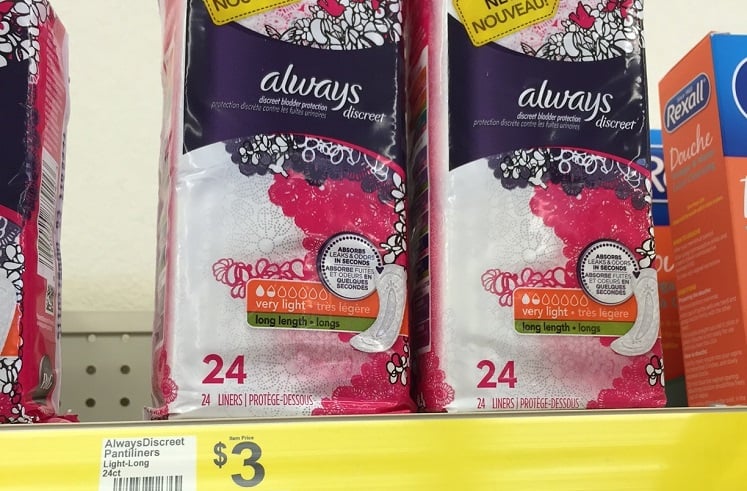 NOUVEAU!
always
discreet
discreet bladder protection
protection discrète contre les fuites urinaires
ABSORBS
LEAKS & ODORS
IN SECONDS
ABSORBE FUITES
ET ODEURS EN
QUELQUES
SECONDES
very light • très légère
long length • longs
24
24 LINERS | PROTÈGE-DESSOUS
NOUVEAU!
always
discreet
discreet bladder protection
protection discrète contre les fuites urinaires
ABSORBS
LEAKS & ODORS
IN SECONDS
ABSORBE FUITES
ET ODEURS EN
QUELQUES
SECONDES
very light • très légère
long length • longs
24
24 LINERS | PROTÈGE-DESSOUS
Rexall
Douche
AlwaysDiscreet
Pantiliners
Light-Long
24ct
Item Price
$3